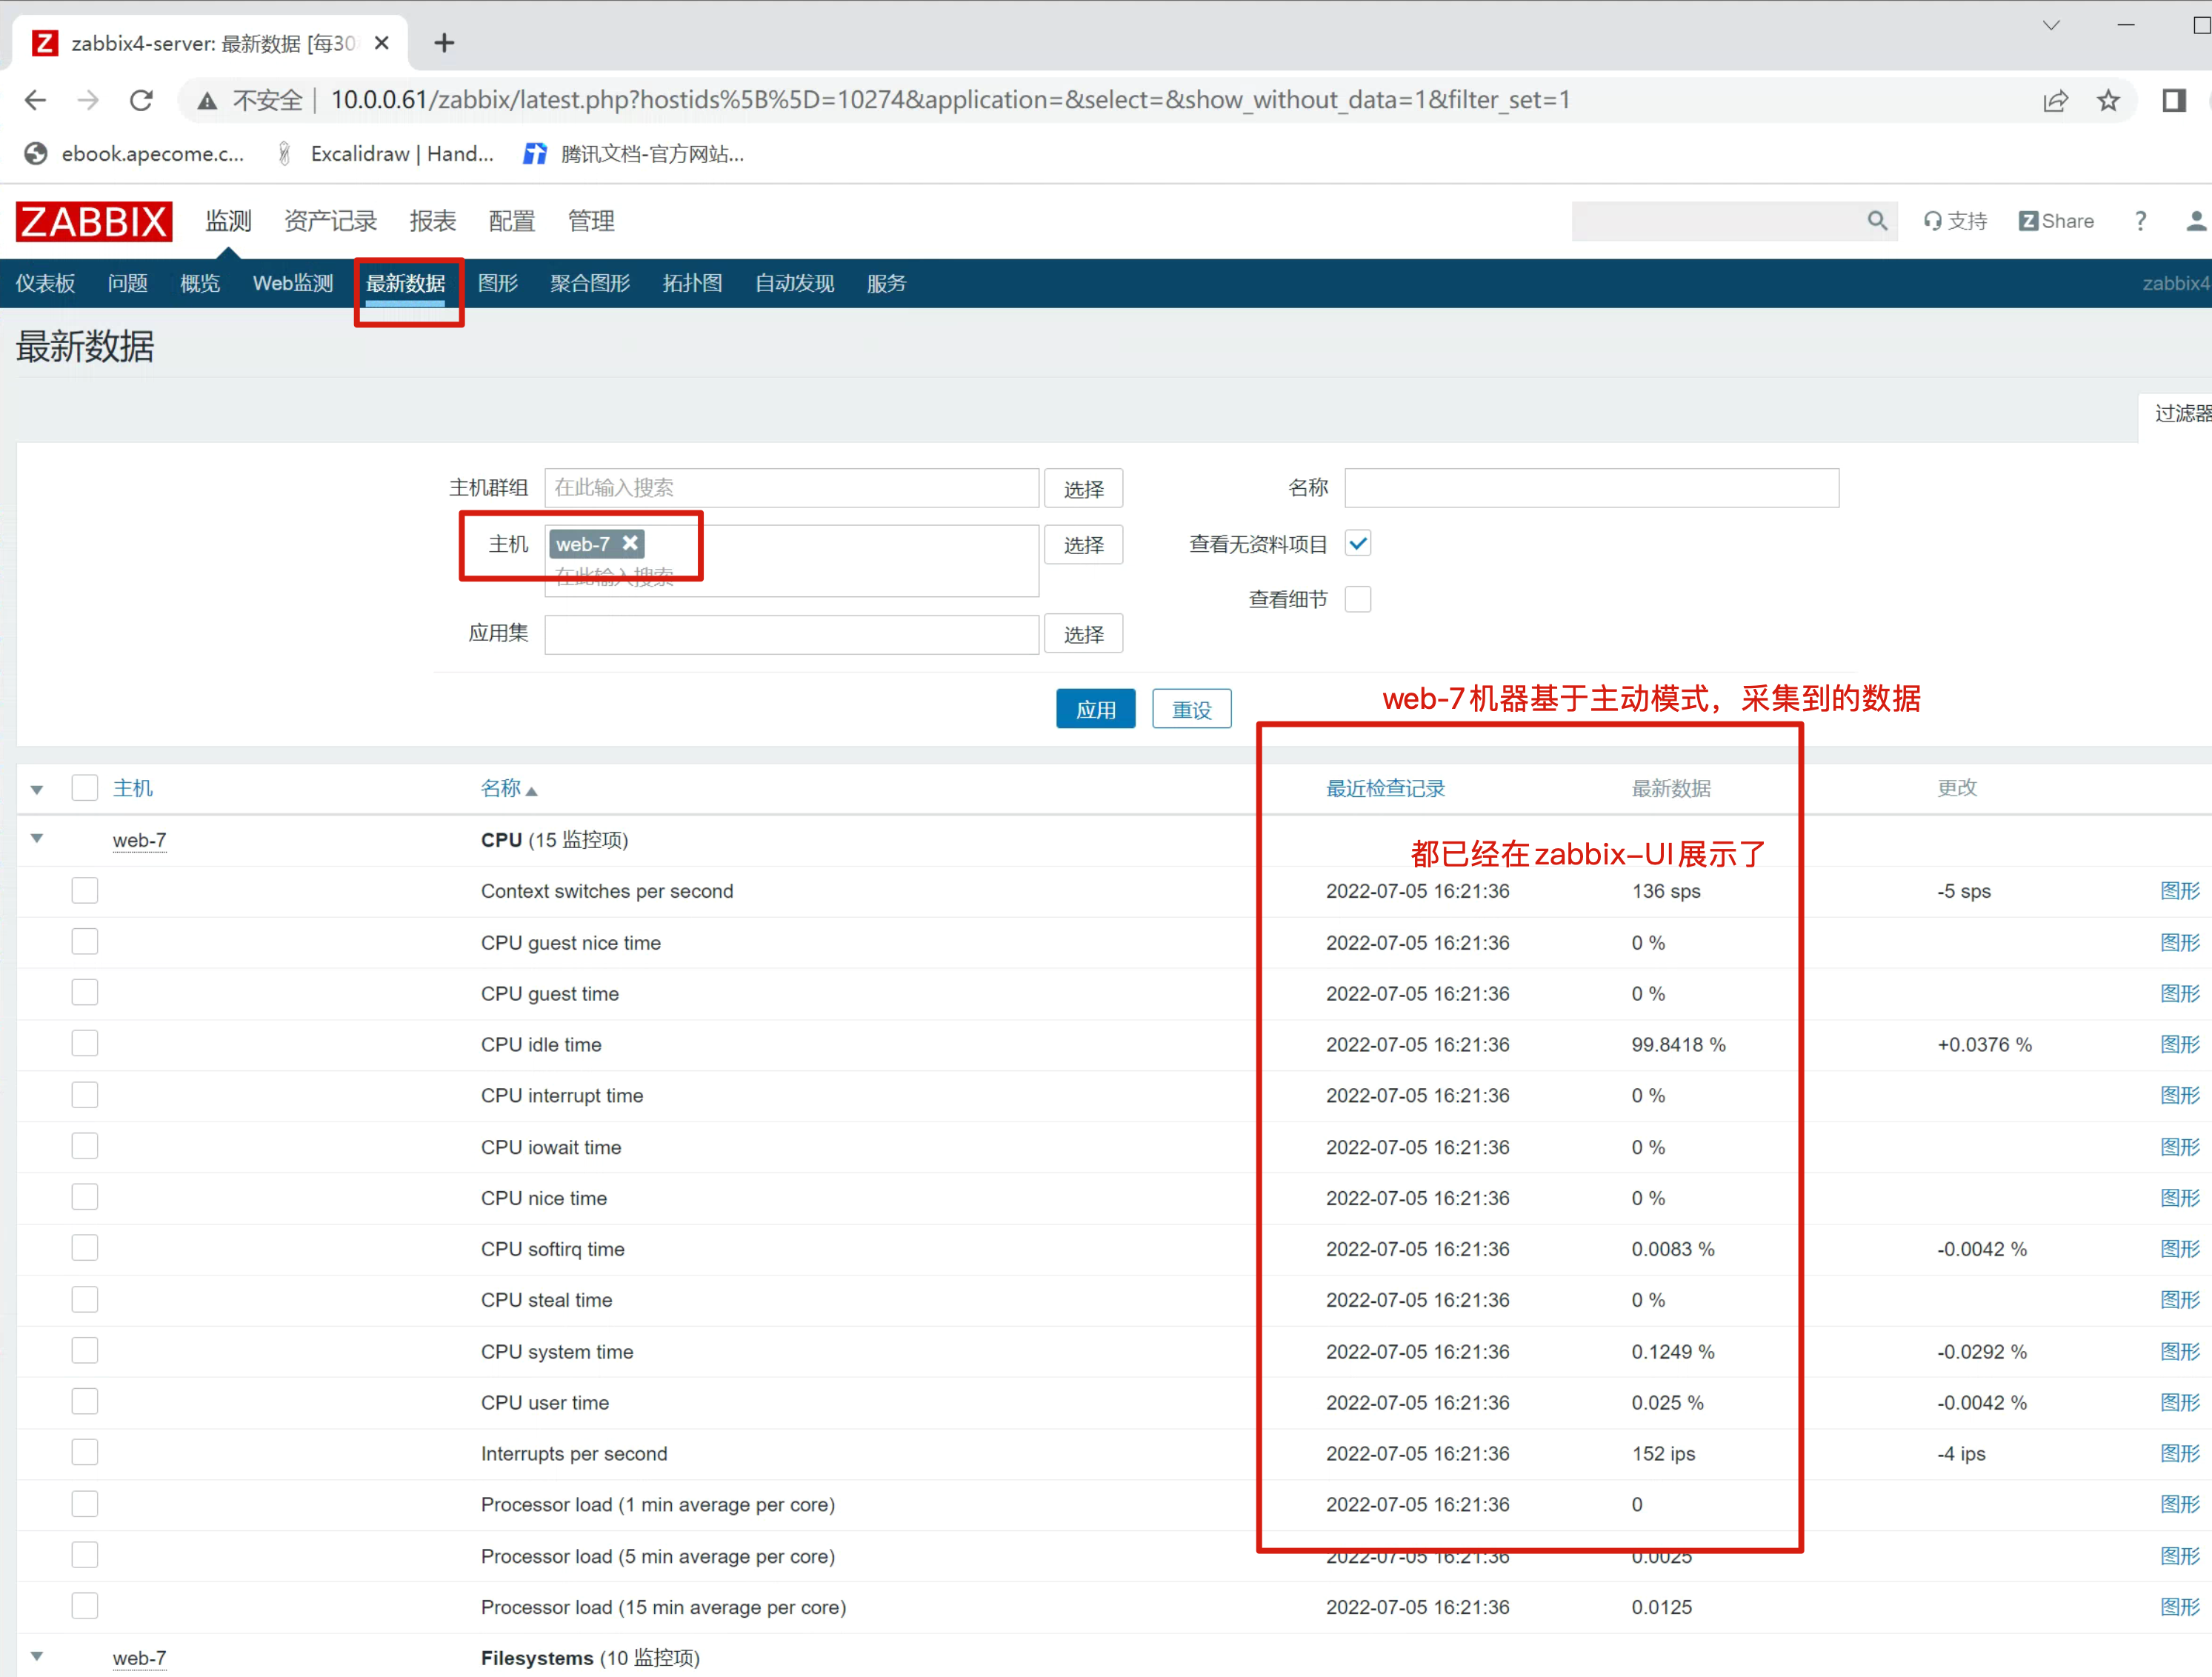 Z zabbix4-server: 最新数据 [每30
不安全 | 10.0.0.61/zabbix/latest.php?hostids%5B%5D=10274&application=&select=&show_without_data=1&filter_set=1
ebook.apecome.c... Excalidraw | Hand... 腾讯文档-官方网站...
ZABBIX 监测 资产记录 报表 配置 管理 支持 Z Share ?
仪表板 问题 概览 Web监测 最新数据 图形 聚合图形 拓扑图 自动发现 服务 zabbix4
最新数据
过滤器
主机群组 在此输入搜索 选择 名称
主机 web-7 选择 查看无资料项目
在此输入搜索
查看细节
应用集 选择
应用 重设
web-7机器基于主动模式，采集到的数据
主机 名称 最近检查记录 最新数据 更改
web-7 CPU (15 监控项)
都已经在zabbix-UI展示了
Context switches per second 2022-07-05 16:21:36 136 sps -5 sps 图形
CPU guest nice time 2022-07-05 16:21:36 0 % 图形
CPU guest time 2022-07-05 16:21:36 0 % 图形
CPU idle time 2022-07-05 16:21:36 99.8418 % +0.0376 % 图形
CPU interrupt time 2022-07-05 16:21:36 0 % 图形
CPU iowait time 2022-07-05 16:21:36 0 % 图形
CPU nice time 2022-07-05 16:21:36 0 % 图形
CPU softirq time 2022-07-05 16:21:36 0.0083 % -0.0042 % 图形
CPU steal time 2022-07-05 16:21:36 0 % 图形
CPU system time 2022-07-05 16:21:36 0.1249 % -0.0292 % 图形
CPU user time 2022-07-05 16:21:36 0.025 % -0.0042 % 图形
Interrupts per second 2022-07-05 16:21:36 152 ips -4 ips 图形
Processor load (1 min average per core) 2022-07-05 16:21:36 0 图形
Processor load (5 min average per core) 2022-07-05 16:21:36 0.0025 图形
Processor load (15 min average per core) 2022-07-05 16:21:36 0.0125 图形
web-7 Filesystems (10 监控项)